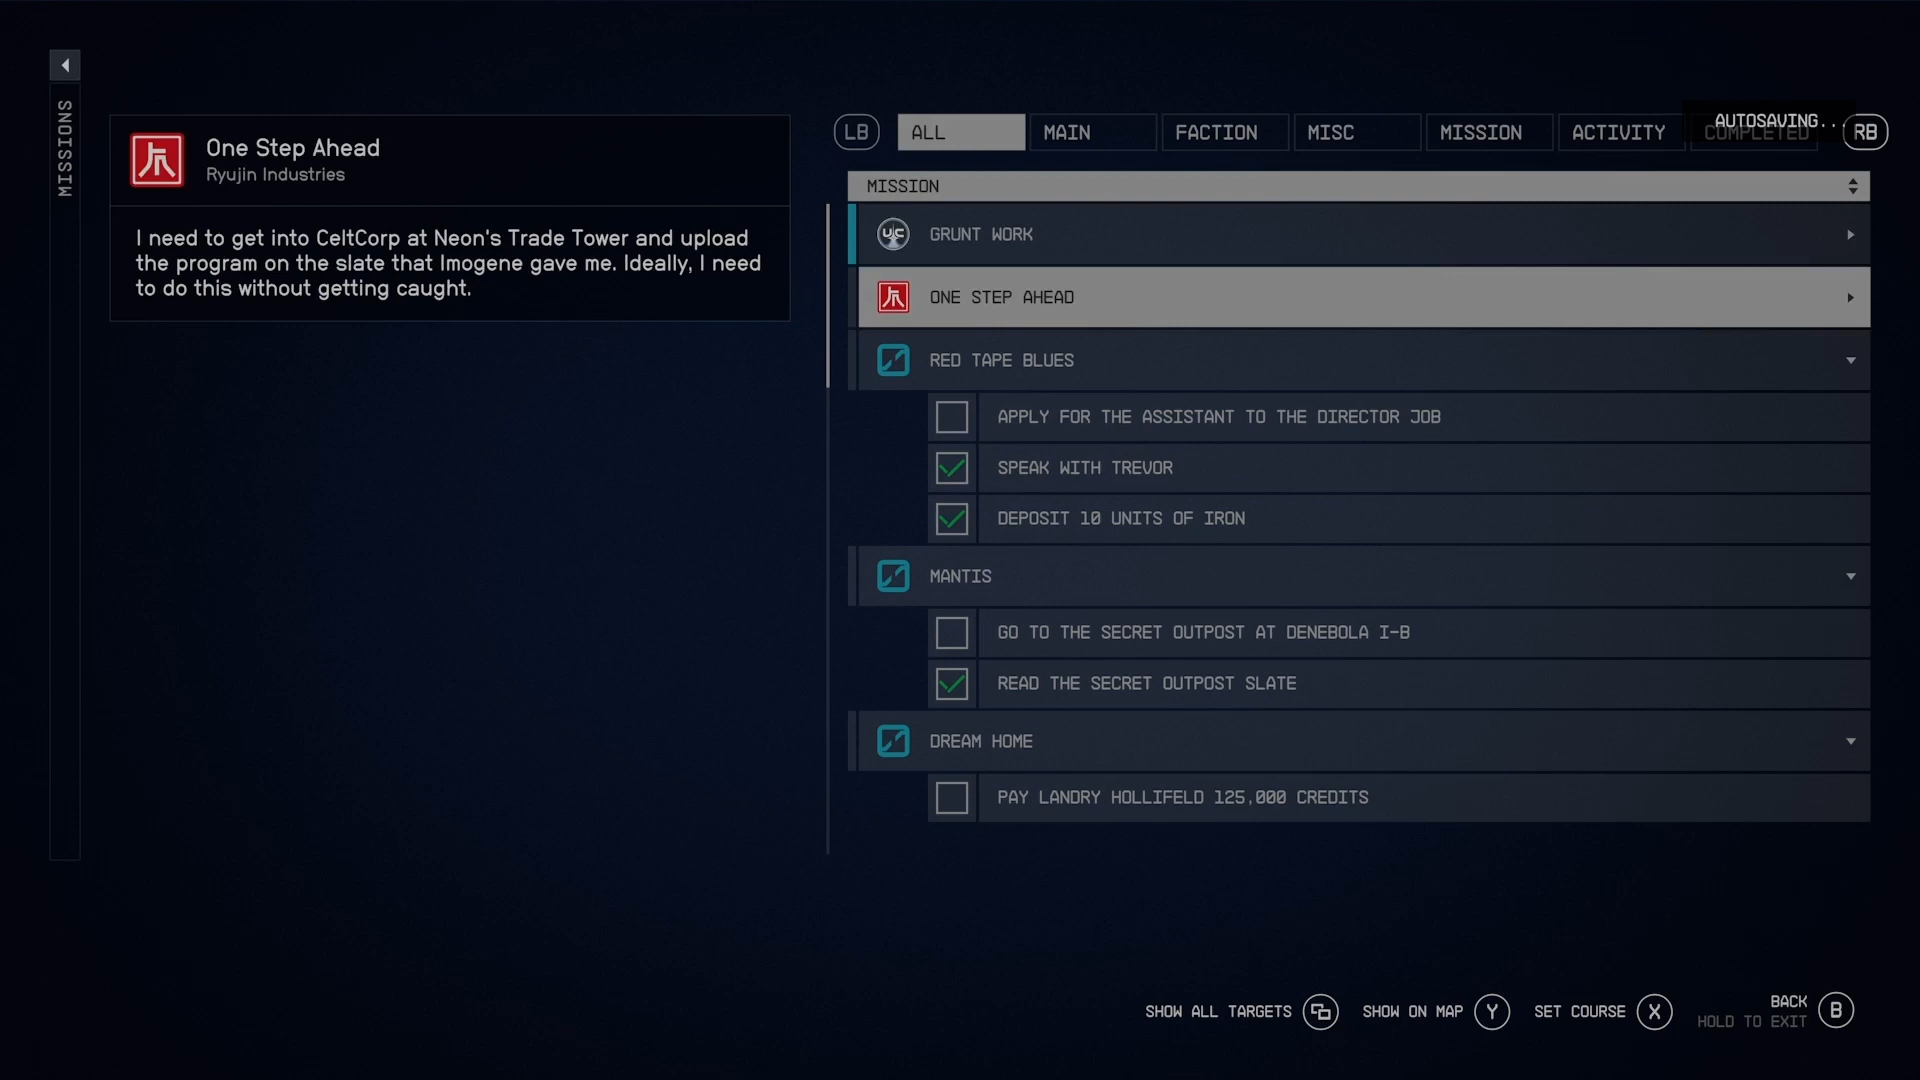 MISSIONS
One Step Ahead
Ryujin Industries
I need to get into CeltCorp at Neon's Trade Tower and upload
the program on the slate that Imogene gave me. Ideally, I need
to do this without getting caught.
LB
ALL
MAIN
FACTION
MISC
MISSION
ACTIVITY
COMPLETED
AUTOSAVING...
RB
MISSION
UC
GRUNT WORK
ONE STEP AHEAD
RED TAPE BLUES
APPLY FOR THE ASSISTANT TO THE DIRECTOR JOB
SPEAK WITH TREVOR
DEPOSIT 10 UNITS OF IRON
MANTIS
GO TO THE SECRET OUTPOST AT DENEBOLA I-B
READ THE SECRET OUTPOST SLATE
DREAM HOME
PAY LANDRY HOLLIFELD 125,000 CREDITS
SHOW ALL TARGETS
SHOW ON MAP Y
SET COURSE X
BACK B
HOLD TO EXIT